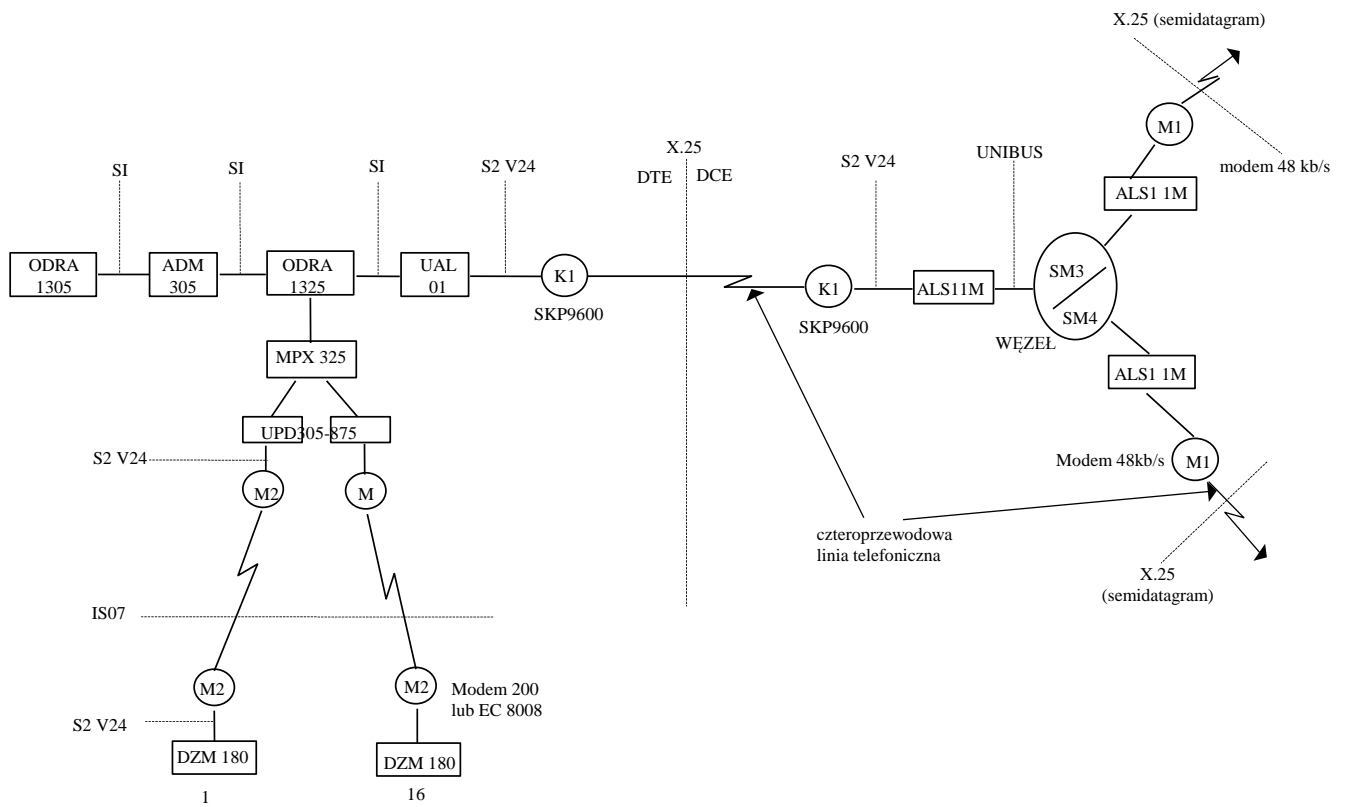 X.25 (semidatagram)
M1
modem 48 kb/s
X.25
DTE
DCE
SI
SI
SI
S2 V24
S2 V24
UNIBUS
ALS1 1M
ODRA
1305
ADM
305
ODRA
1325
UAL
01
K1
SKP9600
K1
SKP9600
ALS11M
SM3
SM4
WĘZEŁ
MPX 325
ALS1 1M
UPD305-875
S2 V24
M2
M
Modem 48kb/s
M1
czteroprzewodowa
linia telefoniczna
X.25
(semidatagram)
IS07
M2
M2
Modem 200
lub EC 8008
S2 V24
DZM 180
DZM 180
1
16